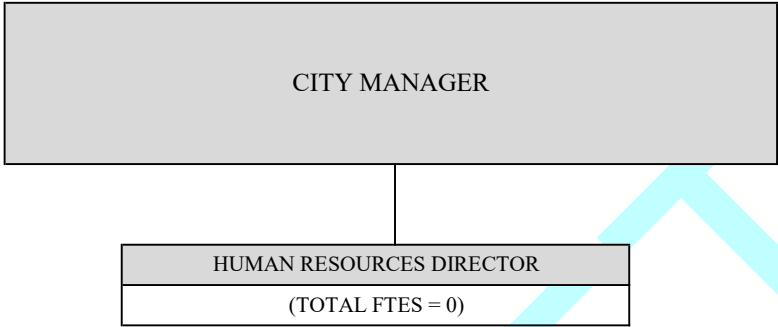 CITY MANAGER
HUMAN RESOURCES DIRECTOR
(TOTAL FTES = 0)